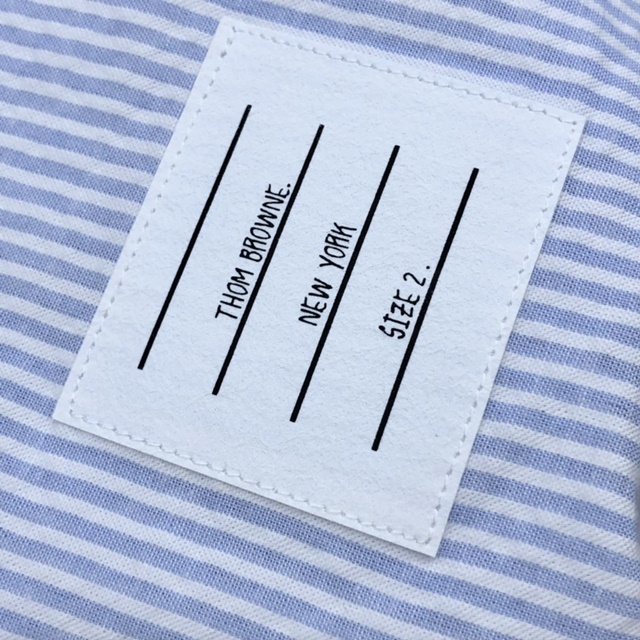 THOM BROWNE.
NEW YORK
SIZE 2.